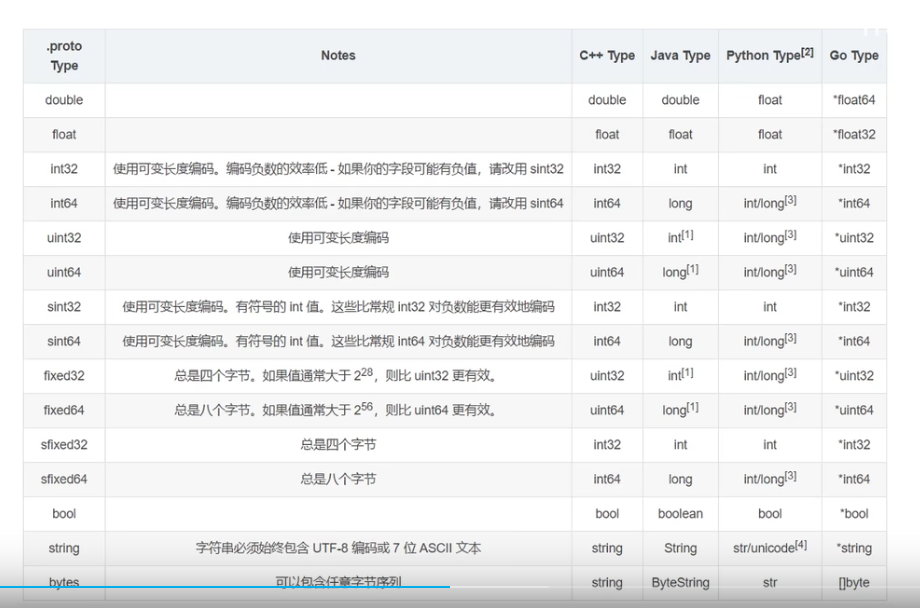 .proto Type Notes C++ Type Java Type Python Type[2] Go Type
double double double float *float64
float float float float *float32
int32 使用可变长度编码。编码负数的效率低 - 如果你的字段可能有负值，请改用 sint32 int32 int int *int32
int64 使用可变长度编码。编码负数的效率低 - 如果你的字段可能有负值，请改用 sint64 int64 long int/long[3] *int64
uint32 使用可变长度编码 uint32 int[1] int/long[3] *uint32
uint64 使用可变长度编码 uint64 long[1] int/long[3] *uint64
sint32 使用可变长度编码。有符号的 int 值。这些比常规 int32 对负数能更有效地编码 int32 int int *int32
sint64 使用可变长度编码。有符号的 int 值。这些比常规 int64 对负数能更有效地编码 int64 long int/long[3] *int64
fixed32 总是四个字节。如果值通常大于 2^28，则比 uint32 更有效。 uint32 int[1] int/long[3] *uint32
fixed64 总是八个字节。如果值通常大于 2^56，则比 uint64 更有效。 uint64 long[1] int/long[3] *uint64
sfixed32 总是四个字节 int32 int int *int32
sfixed64 总是八个字节 int64 long int/long[3] *int64
bool bool boolean bool *bool
string 字符串必须始终包含 UTF-8 编码或 7 位 ASCII 文本 string String str/unicode[4] *string
bytes 可以包含任意字节序列 string ByteString str []byte